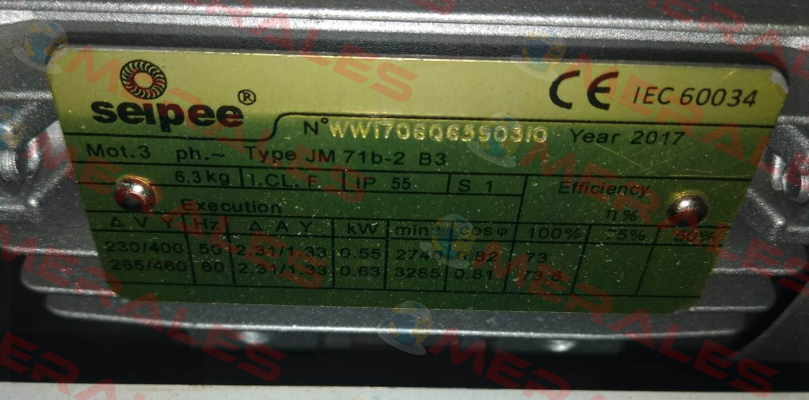 seipee®
CE IEC 60034
N° WW1706Q65903/0 Year 2017
Mot.3 ph.~ Type JM 71b-2 B3
6,3 kg I.CL. F IP 55 S 1 Efficiency
η%
Execution
Δ V Y Hz Δ A Y kW min⁻¹ cosφ 100% 75% 50%
230/400 50 2.31/1.33 0.55 2740 0.82 73
265/460 60 2.31/1.33 0.63 3265 0.81 73.6
MERALES